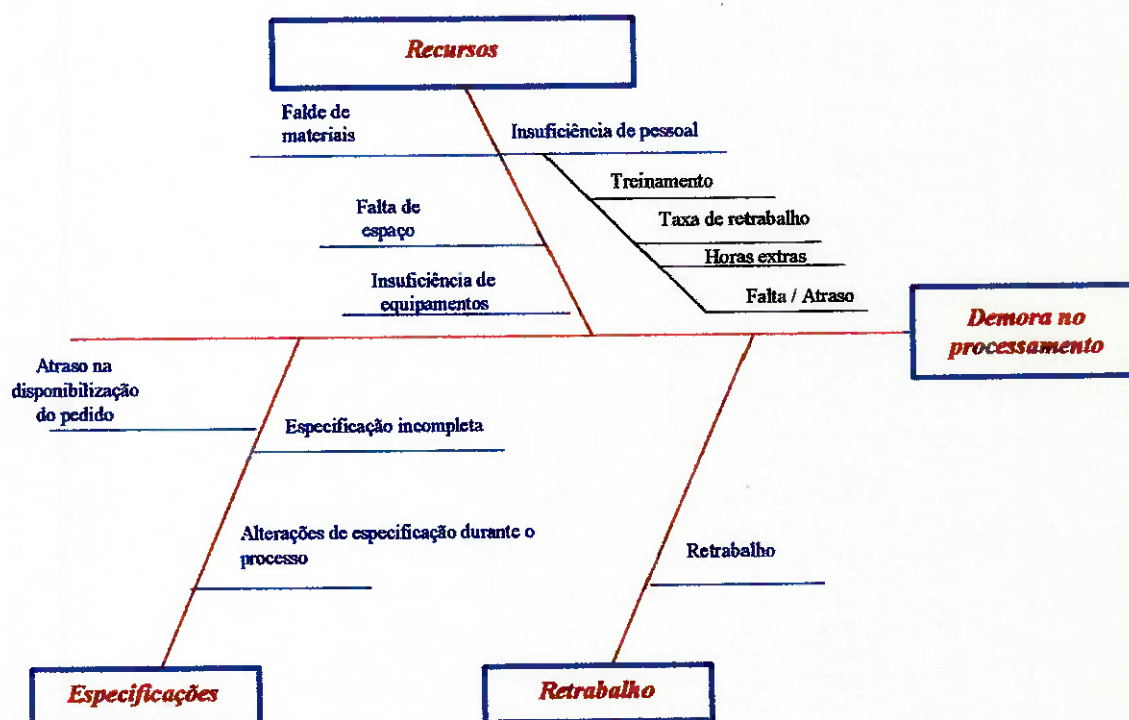 Recursos
Falde de
materiais
Insuficiência de pessoal
Treinamento
Falta de
espaço
Taxa de retrabalho
Horas extras
Insuficiência de
equipamentos
Falta / Atraso
Demora no
processamento
Atraso na
disponibilização
do pedido
Especificação incompleta
Alterações de especificação durante o
processo
Retrabalho
Especificações
Retrabalho